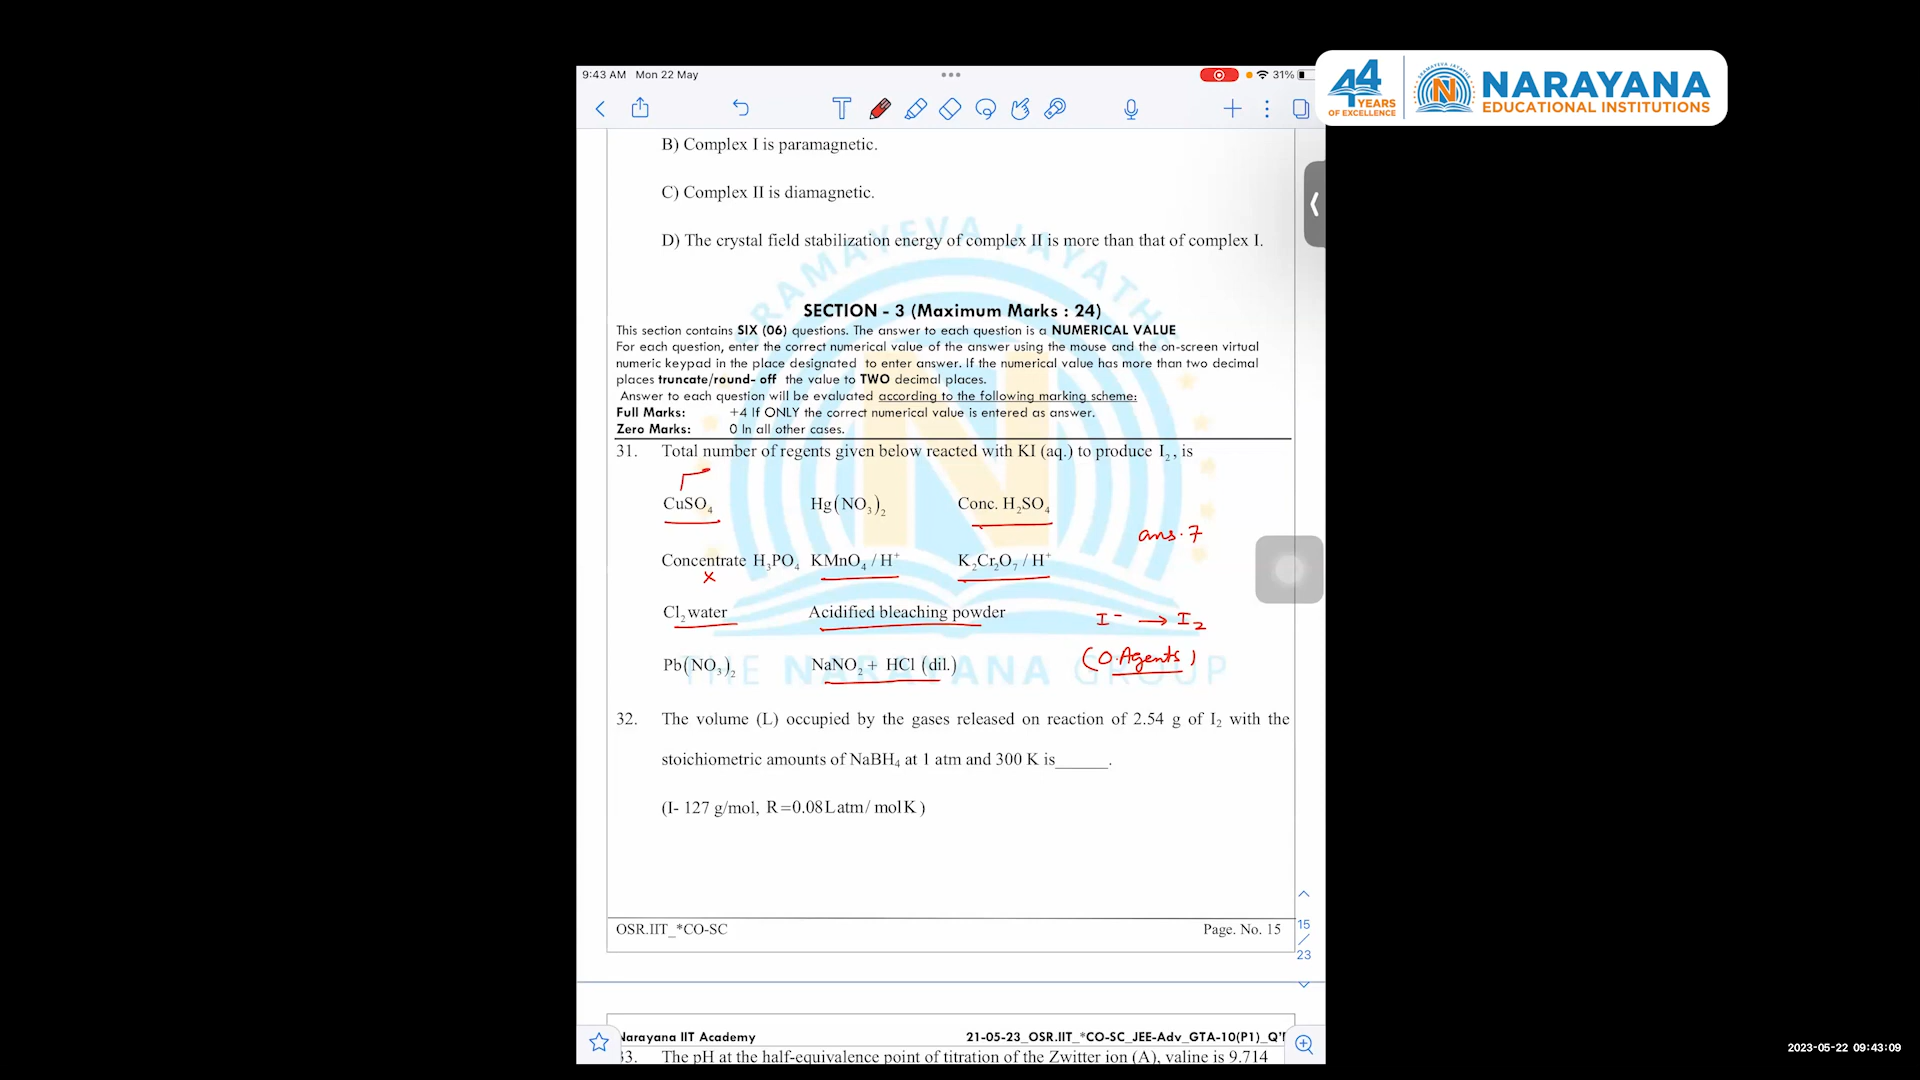 9:43 AM Mon 22 May
31%
44 YEARS OF EXCELLENCE
SRAMAYEVA JAYATHE
N
NARAYANA
EDUCATIONAL INSTITUTIONS
B) Complex I is paramagnetic.
C) Complex II is diamagnetic.
D) The crystal field stabilization energy of complex II is more than that of complex I.
SRAMAYEVA JAYATHE
SECTION - 3 (Maximum Marks : 24)
This section contains SIX (06) questions. The answer to each question is a NUMERICAL VALUE
For each question, enter the correct numerical value of the answer using the mouse and the on-screen virtual
numeric keypad in the place designated to enter answer. If the numerical value has more than two decimal
places truncate/round- off the value to TWO decimal places.
Answer to each question will be evaluated according to the following marking scheme:
Full Marks: +4 If ONLY the correct numerical value is entered as answer.
Zero Marks: 0 In all other cases.
31. Total number of regents given below reacted with KI (aq.) to produce I₂, is
CuSO₄ Hg(NO₃)₂ Conc. H₂SO₄
ans. 7
Concentrate H₃PO₄ KMnO₄ / H⁺ K₂Cr₂O₇ / H⁺
x
Cl₂ water Acidified bleaching powder
I⁻ → I₂
(O.Agents)
Pb(NO₃)₂ NaNO₂ + HCl (dil.)
THE NARAYANA GROUP
32. The volume (L) occupied by the gases released on reaction of 2.54 g of I₂ with the
stoichiometric amounts of NaBH₄ at 1 atm and 300 K is______.
(I- 127 g/mol, R=0.08Latm/molK)
OSR.IIT_*CO-SC Page. No. 15
15
/
23
Narayana IIT Academy 21-05-23_OSR.IIT_*CO-SC_JEE-Adv_GTA-10(P1)_Q'
33. The pH at the half-equivalence point of titration of the Zwitter ion (A), valine is 9.714
2023-05-22 09:43:09